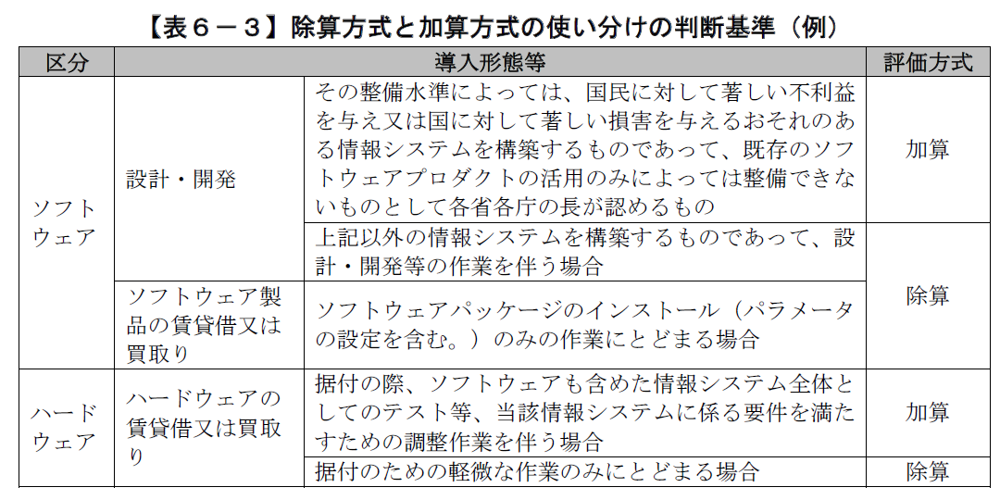 【表６－３】除算方式と加算方式の使い分けの判断基準（例）
区分
導入形態等
評価方式
ソフト
ウェア
設計・開発
その整備水準によっては、国民に対して著しい不利益
を与え又は国に対して著しい損害を与えるおそれのあ
る情報システムを構築するものであって、既存のソフ
トウェアプロダクトの活用のみによっては整備できな
いものとして各省各庁の長が認めるもの
加算
上記以外の情報システムを構築するものであって、設
計・開発等の作業を伴う場合
除算
ソフトウェア製
品の賃貸借又は
買取り
ソフトウェアパッケージのインストール（パラメータ
の設定を含む。）のみの作業にとどまる場合
ハード
ウェア
ハードウェアの
賃貸借又は買取
り
据付の際、ソフトウェアも含めた情報システム全体と
してのテスト等、当該情報システムに係る要件を満た
すための調整作業を伴う場合
加算
据付のための軽微な作業のみにとどまる場合
除算